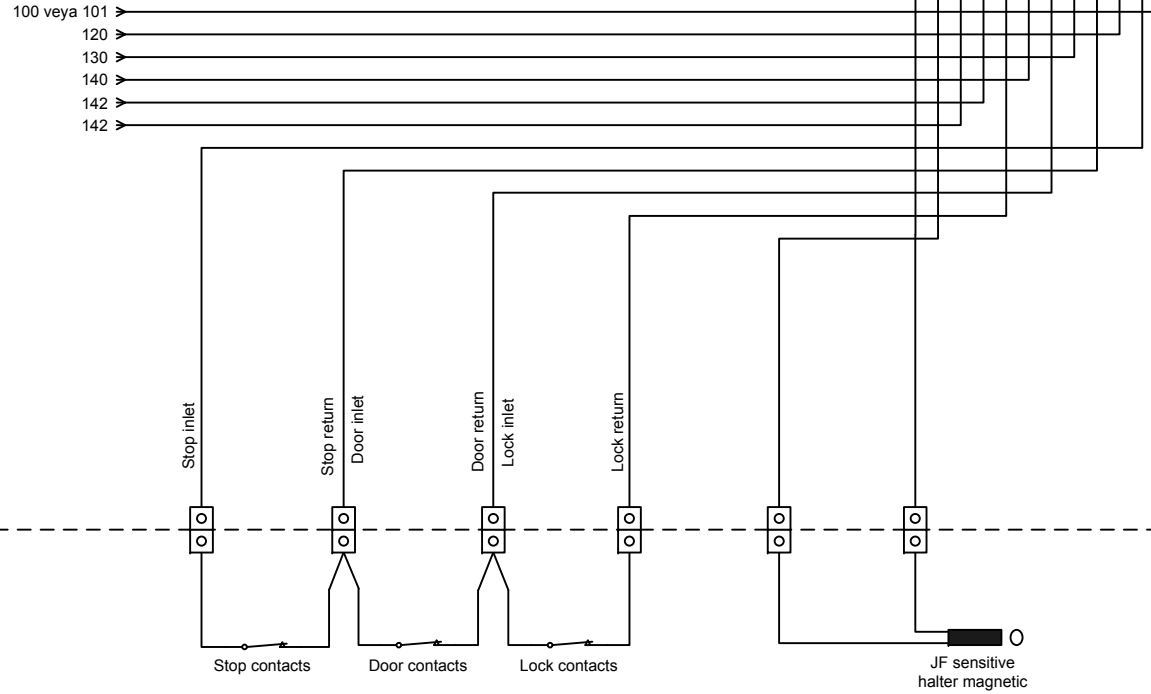 100 veya 101
120
130
140
142
142
Stop inlet
Stop return
Door inlet
Door return
Lock inlet
Lock return
Stop contacts
Door contacts
Lock contacts
JF sensitive
halter magnetic